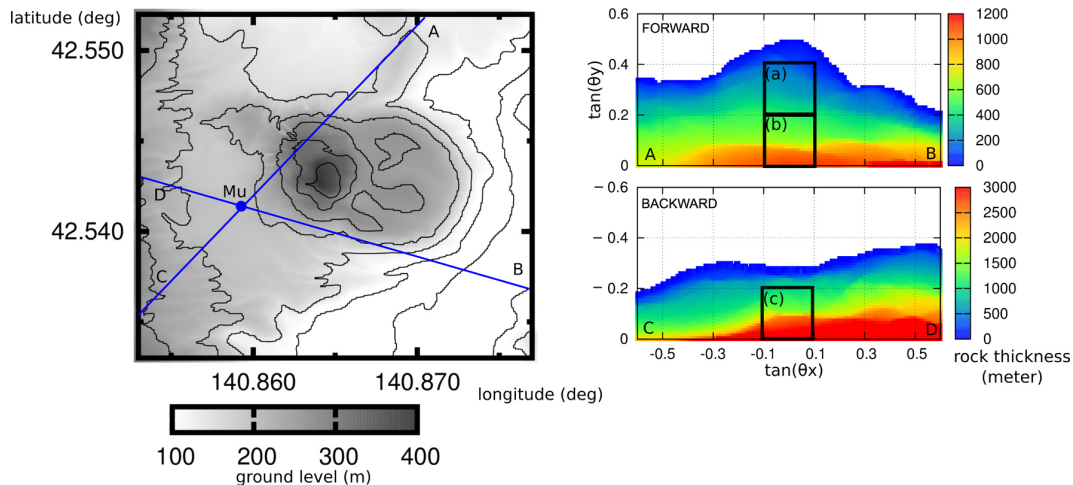 latitude (deg)
42.550
42.540
A
D
Mu
B
C
140.860
140.870
longitude (deg)
100
200
300
400
ground level (m)
tan(θy)
0.6
0.4
0.2
0
FORWARD
(a)
(b)
A
B
1200
1000
800
600
400
200
0
− 0.6
− 0.4
− 0.2
0
BACKWARD
(c)
C
D
3000
2500
2000
1500
1000
500
0
-0.5
-0.3
-0.1
0.1
0.3
0.5
tan(θx)
rock thickness
(meter)